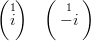 ( 1 i ) ( 1 -i )